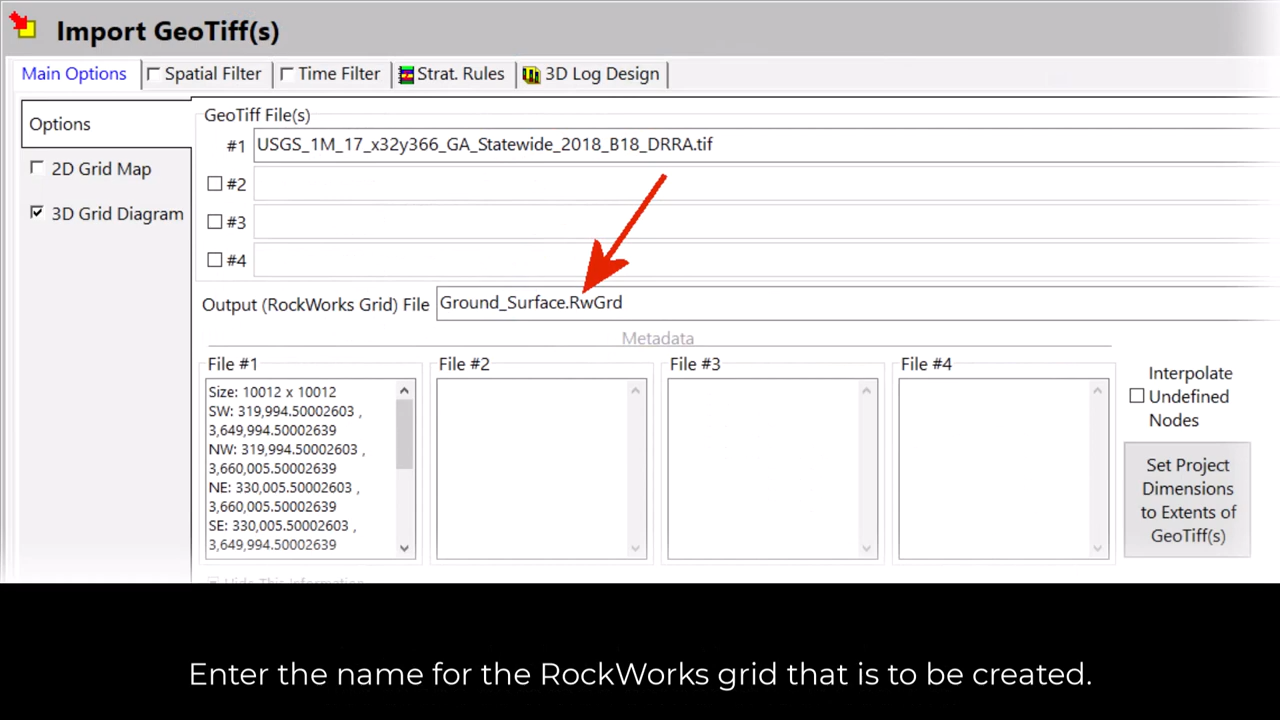 Import GeoTiff(s)
Main Options Spatial Filter Time Filter Strat. Rules 3D Log Design
Options
2D Grid Map
3D Grid Diagram
GeoTiff File(s)
#1 USGS_1M_17_x32y366_GA_Statewide_2018_B18_DRRA.tif
#2
#3
#4
Output (RockWorks Grid) File Ground_Surface.RwGrd
Metadata
File #1
Size: 10012 x 10012
SW: 319,994.50002603 ,
3,649,994.50002639
NW: 319,994.50002603 ,
3,660,005.50002639
NE: 330,005.50002603 ,
3,660,005.50002639
SE: 330,005.50002603 ,
3,649,994.50002639
File #2
File #3
File #4
Interpolate
Undefined
Nodes
Set Project
Dimensions
to Extents of
GeoTiff(s)
Hide This Information
Enter the name for the RockWorks grid that is to be created.